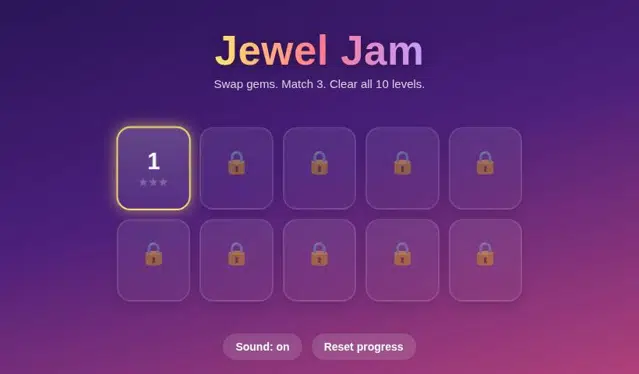 Jewel Jam
Swap gems. Match 3. Clear all 10 levels.
1
★★★
Sound: on
Reset progress